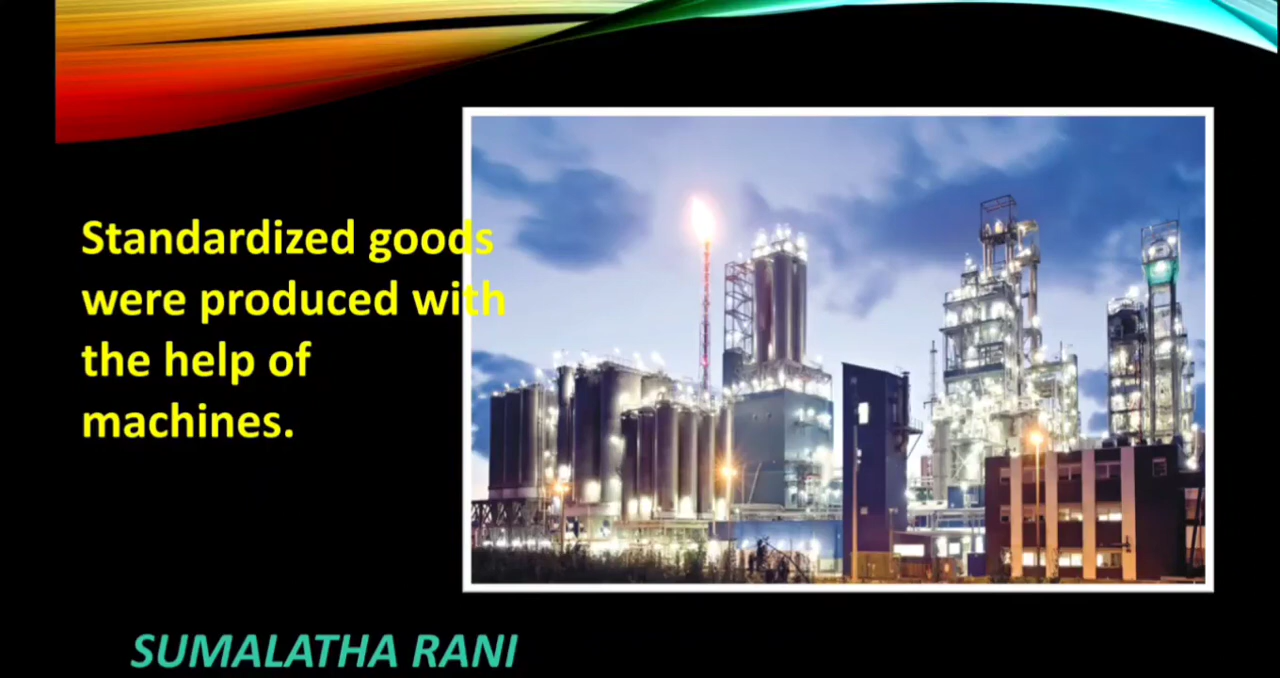 Standardized goods
were produced with
the help of
machines.
SUMALATHA RANI